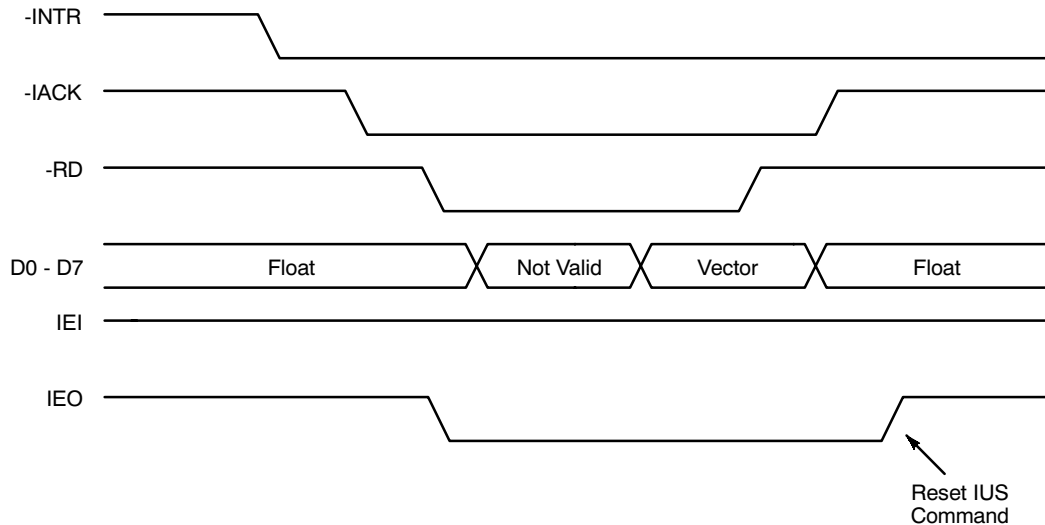 -INTR
-IACK
-RD
D0 - D7
Float
Not Valid
Vector
Float
IEI
IEO
Reset IUS
Command